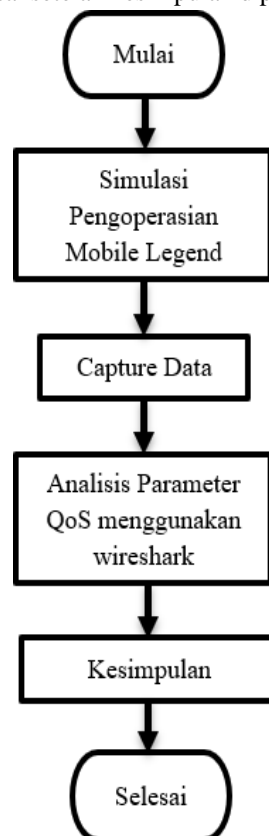 Mulai
Simulasi
Pengoperasian
Mobile Legend
Capture Data
Analisis Parameter
QoS menggunakan
wireshark
Kesimpulan
Selesai